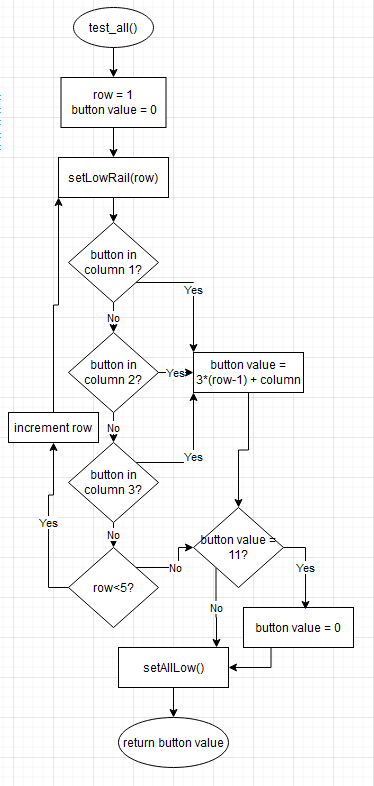 test_all()
row = 1
button value = 0
setLowRail(row)
button in
column 1?
Yes
No
button in
column 2?
Yes
button value =
3*(row-1) + column
increment row
No
button in
column 3?
Yes
Yes
No
button value =
11?
row<5?
No
Yes
No
button value = 0
setAllLow()
return button value